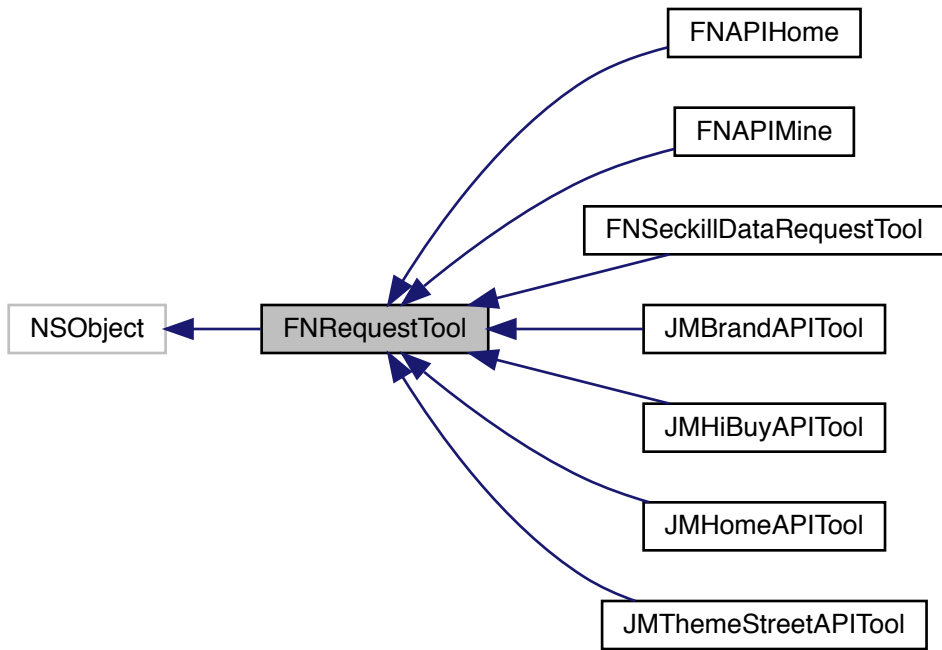 FNAPIHome
FNAPIMine
FNSeckillDataRequestTool
NSObject
FNRequestTool
JMBrandAPITool
JMHiBuyAPITool
JMHomeAPITool
JMThemeStreetAPITool